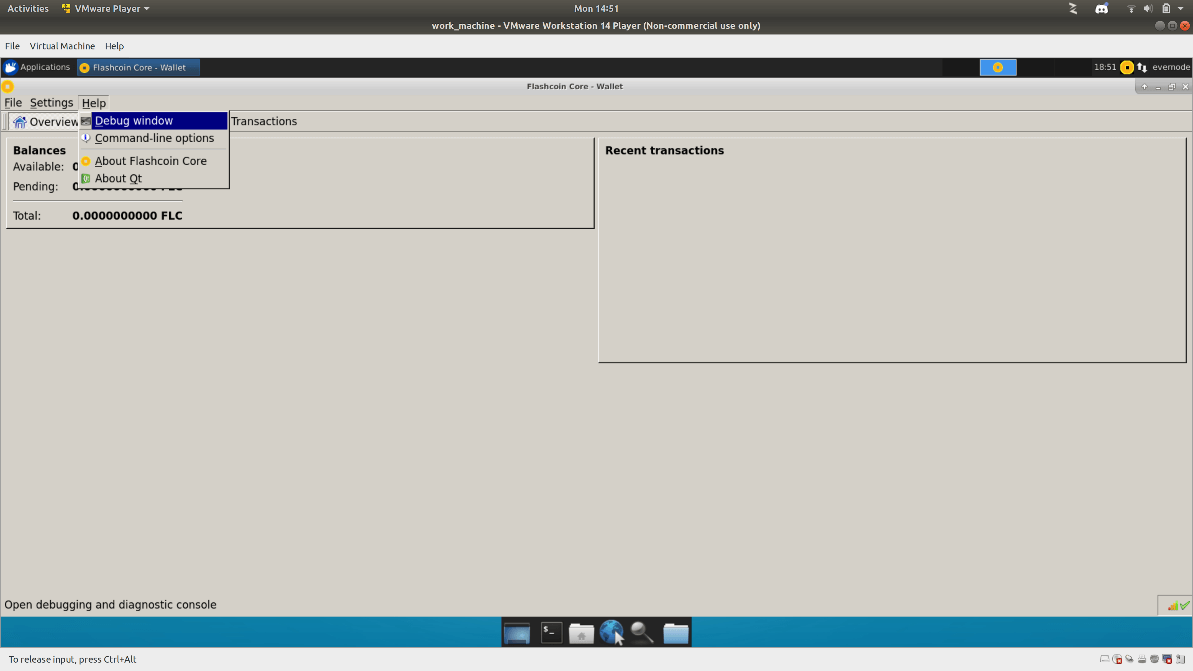 Activities VMware Player Mon 14:51
work_machine - VMware Workstation 14 Player (Non-commercial use only)
File Virtual Machine Help
Applications Flashcoin Core - Wallet 18:51 evemode
Flashcoin Core - Wallet
File Settings Help
Overview Transactions
Debug window
Command-line options
About Flashcoin Core
About Qt
Balances
Available:
Pending:
Total: 0.0000000000 FLC
Recent transactions
Open debugging and diagnostic console
To release input, press Ctrl+Alt